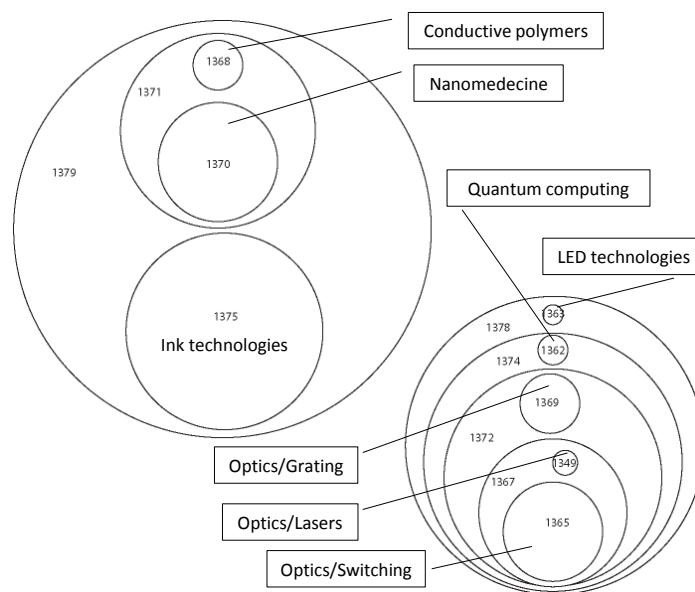 Conductive polymers
1368
1371
Nanomedecine
1370
1379
Quantum computing
LED technologies
1375
Ink technologies
1363
1378
1362
1374
1369
1372
Optics/Grating
1349
1367
Optics/Lasers
1365
Optics/Switching